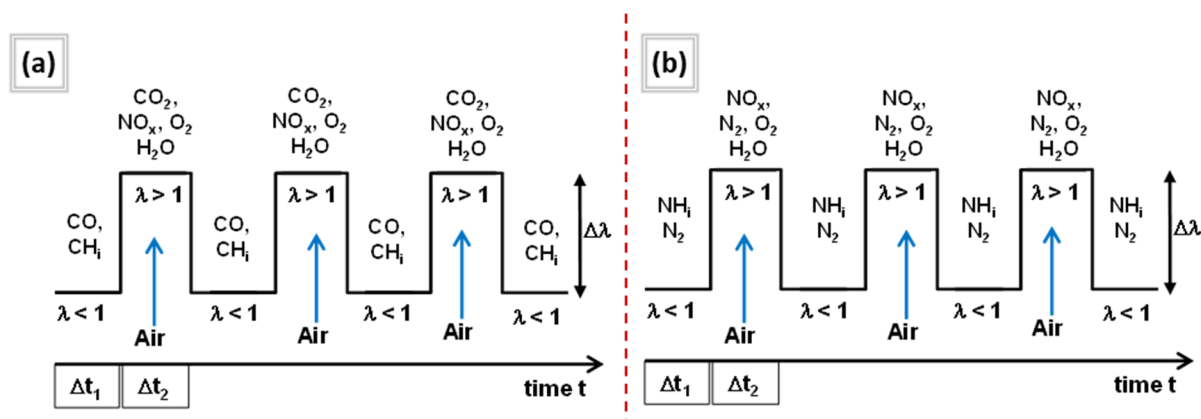 (a)
CO₂,
NOₓ, O₂
H₂O
CO₂,
NOₓ, O₂
H₂O
CO₂,
NOₓ, O₂
H₂O
λ > 1
λ > 1
λ > 1
CO,
CHᵢ
CO,
CHᵢ
CO,
CHᵢ
CO,
CHᵢ
Δλ
λ < 1
λ < 1
λ < 1
λ < 1
Air
Air
Air
Δt₁
Δt₂
time t
(b)
NOₓ,
N₂, O₂
H₂O
NOₓ,
N₂, O₂
H₂O
NOₓ,
N₂, O₂
H₂O
λ > 1
λ > 1
λ > 1
NHᵢ
N₂
NHᵢ
N₂
NHᵢ
N₂
NHᵢ
N₂
Δλ
λ < 1
λ < 1
λ < 1
λ < 1
Air
Air
Air
Δt₁
Δt₂
time t